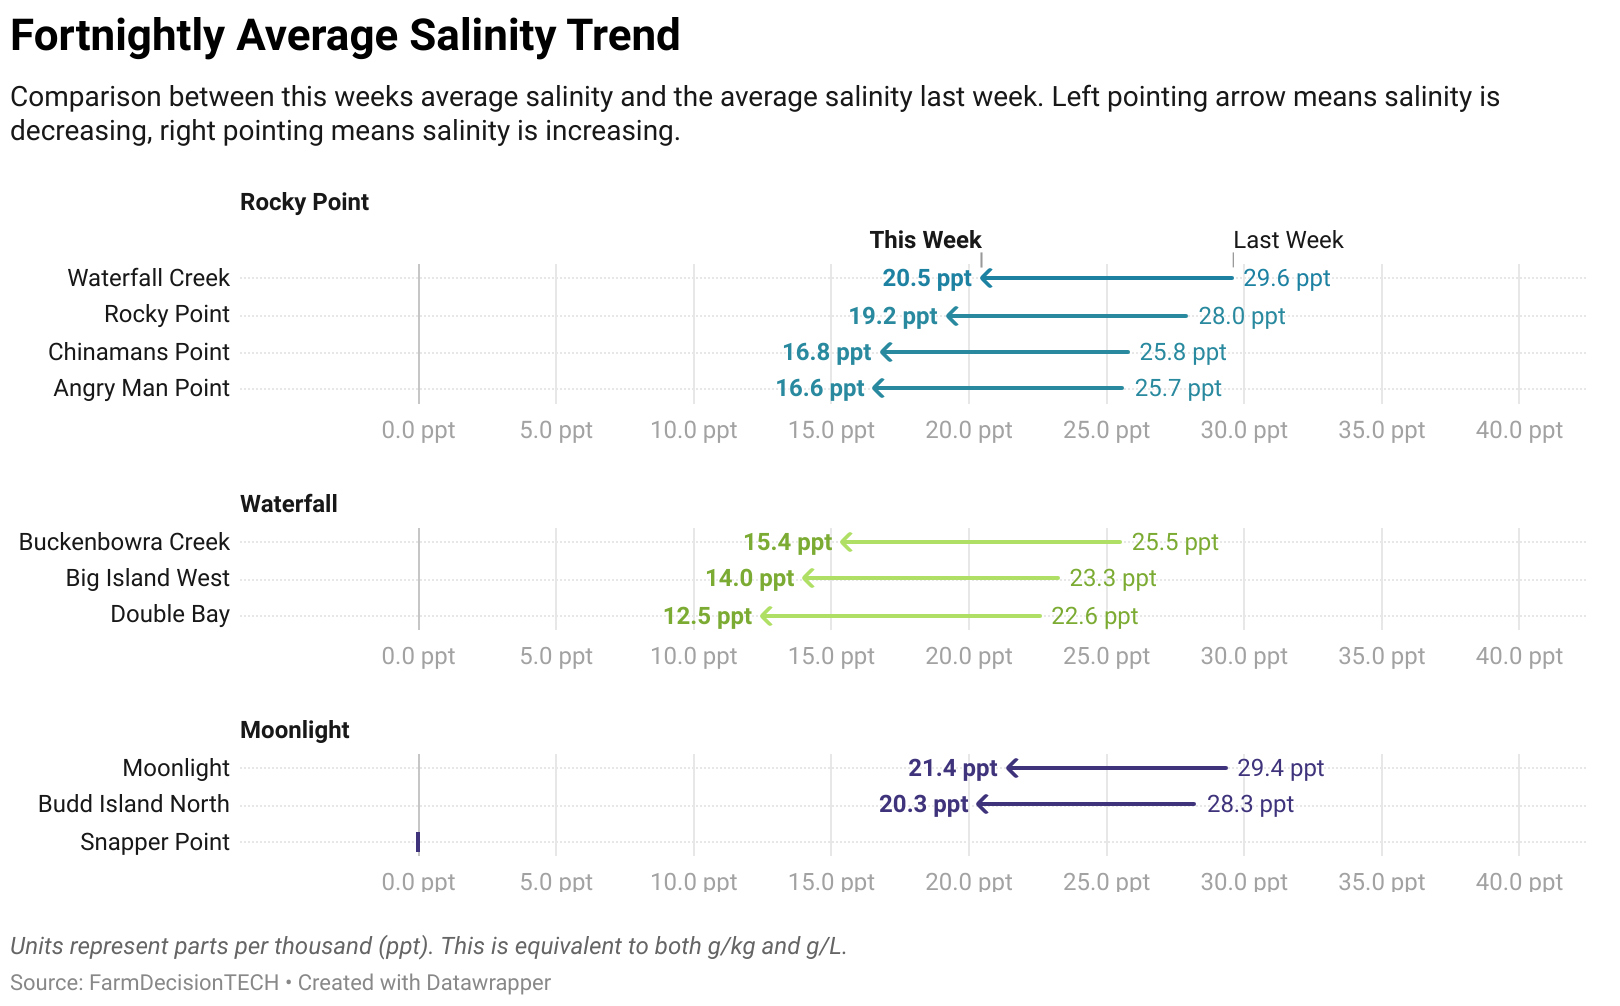 Fortnightly Average Salinity Trend
Comparison between this weeks average salinity and the average salinity last week. Left pointing arrow means salinity is
decreasing, right pointing means salinity is increasing.
Rocky Point
This Week Last Week
Waterfall Creek 20.5 ppt 29.6 ppt
Rocky Point 19.2 ppt 28.0 ppt
Chinamans Point 16.8 ppt 25.8 ppt
Angry Man Point 16.6 ppt 25.7 ppt
0.0 ppt 5.0 ppt 10.0 ppt 15.0 ppt 20.0 ppt 25.0 ppt 30.0 ppt 35.0 ppt 40.0 ppt
Waterfall
Buckenbowra Creek 15.4 ppt 25.5 ppt
Big Island West 14.0 ppt 23.3 ppt
Double Bay 12.5 ppt 22.6 ppt
0.0 ppt 5.0 ppt 10.0 ppt 15.0 ppt 20.0 ppt 25.0 ppt 30.0 ppt 35.0 ppt 40.0 ppt
Moonlight
Moonlight 21.4 ppt 29.4 ppt
Budd Island North 20.3 ppt 28.3 ppt
Snapper Point
0.0 ppt 5.0 ppt 10.0 ppt 15.0 ppt 20.0 ppt 25.0 ppt 30.0 ppt 35.0 ppt 40.0 ppt
Units represent parts per thousand (ppt). This is equivalent to both g/kg and g/L.
Source: FarmDecisionTECH • Created with Datawrapper